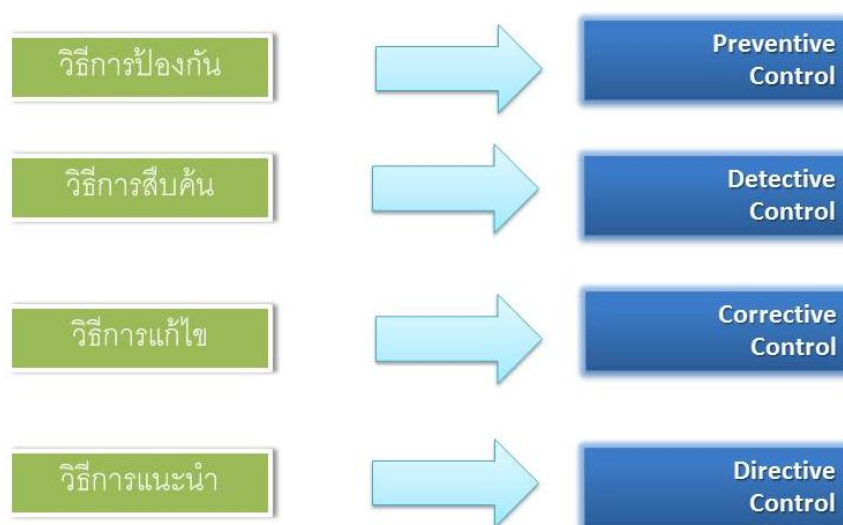 วิธีการป้องกัน
Preventive
Control
วิธีการสืบค้น
Detective
Control
วิธีการแก้ไข
Corrective
Control
วิธีการแนะนำ
Directive
Control